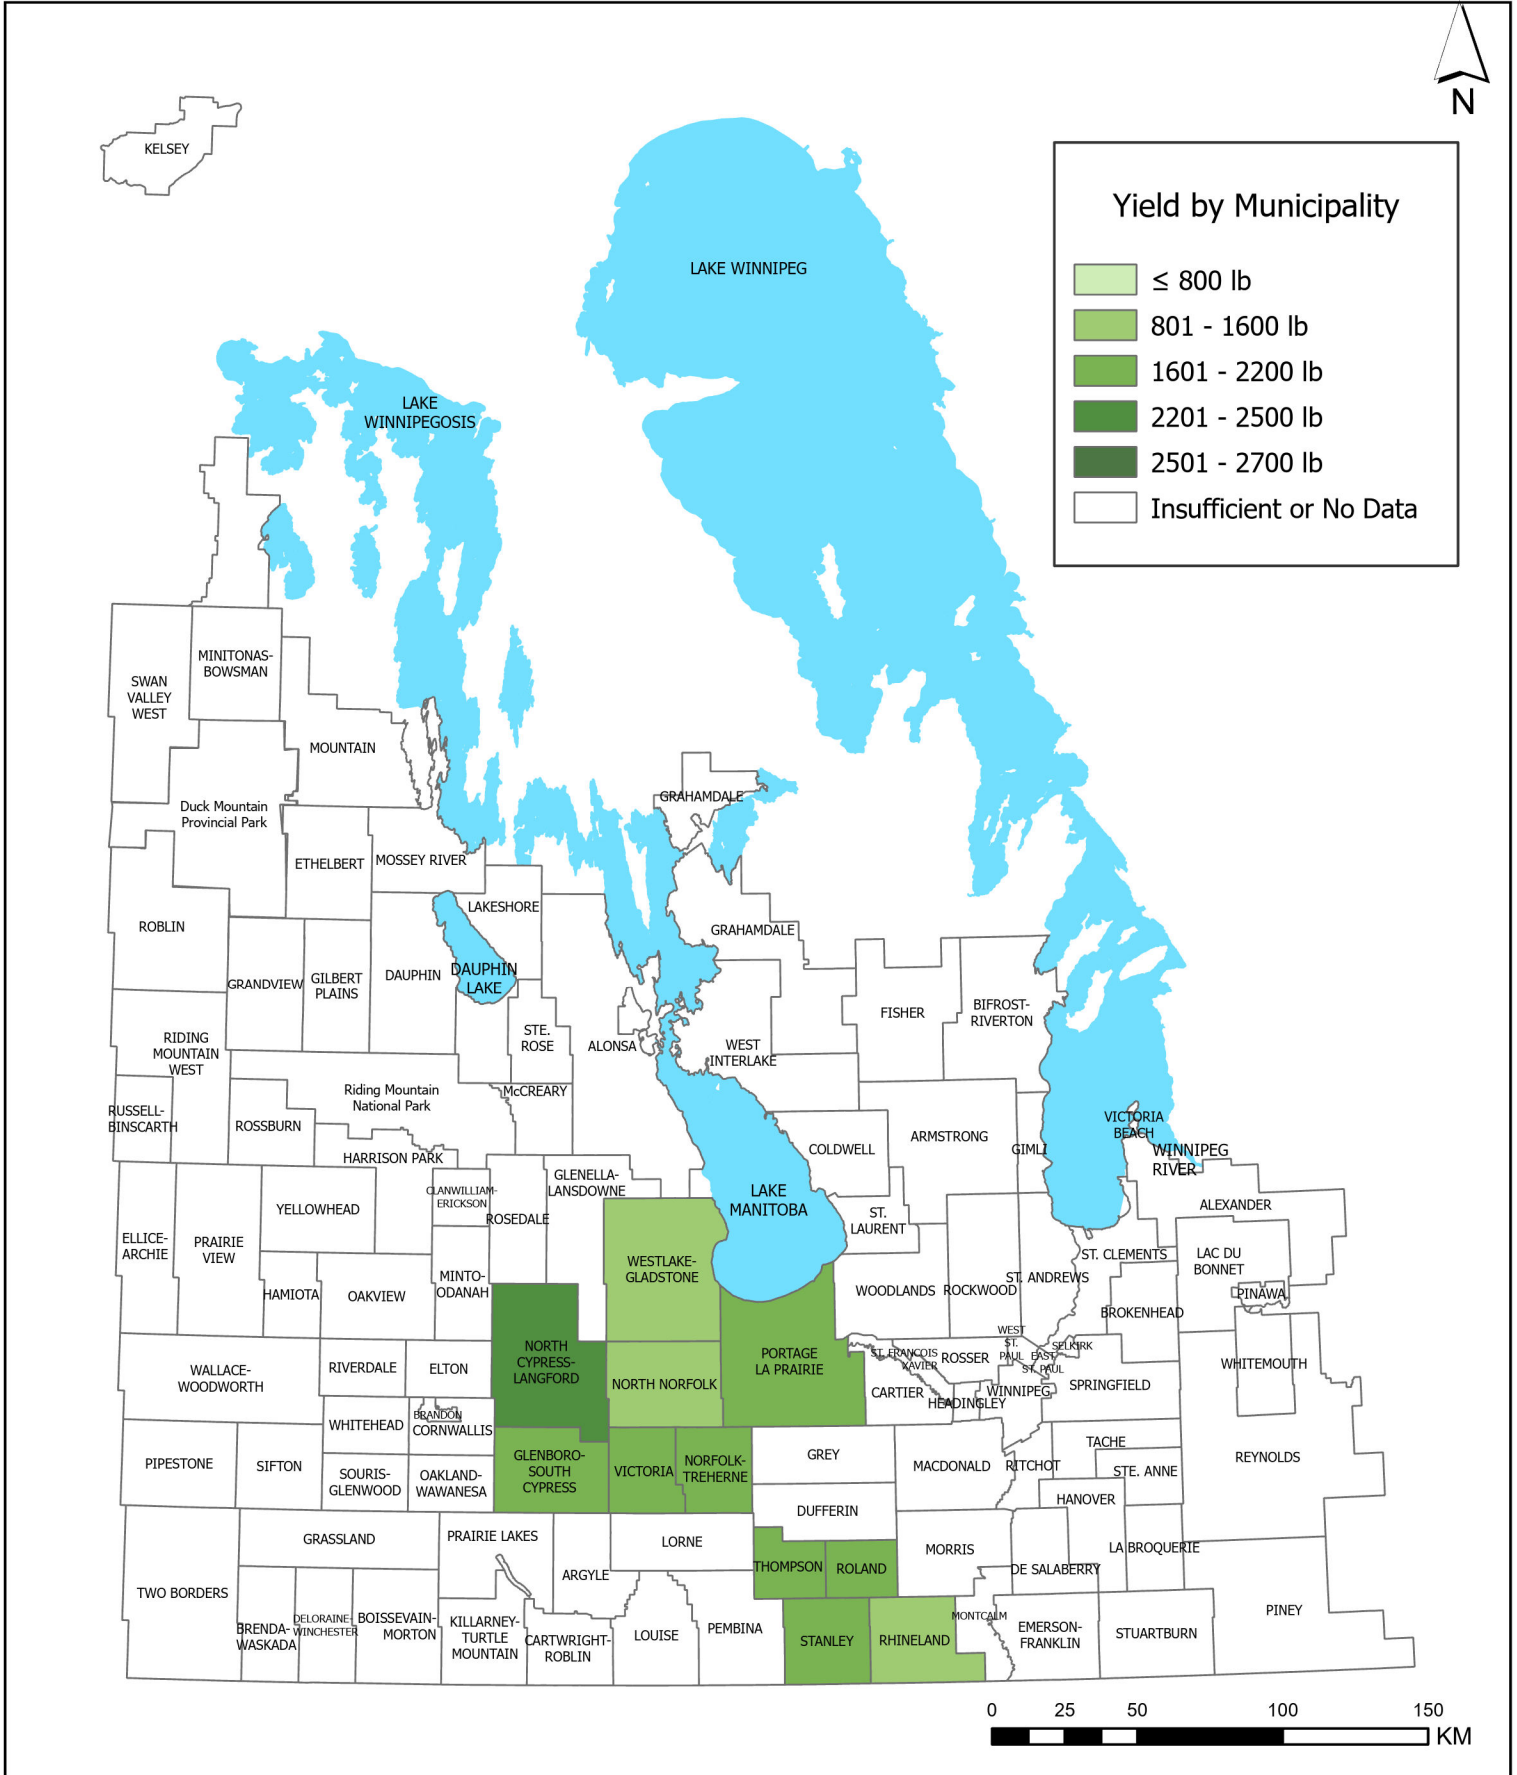 N
KELSEY
Yield by Municipality
≤ 800 lb
801 - 1600 lb
1601 - 2200 lb
2201 - 2500 lb
2501 - 2700 lb
Insufficient or No Data
LAKE WINNIPEG
LAKE
WINNIPEGOSIS
MINITONAS-
BOWSMAN
SWAN
VALLEY
WEST
MOUNTAIN
Duck Mountain
Provincial Park
GRAHAMDALE
ETHELBERT
MOSSEY RIVER
LAKESHORE
ROBLIN
GRAHAMDALE
GRANDVIEW
GILBERT
PLAINS
DAUPHIN
DAUPHIN
LAKE
FISHER
BIFROST-
RIVERTON
STE.
ROSE
ALONSA
WEST
INTERLAKE
RIDING
MOUNTAIN
WEST
Riding Mountain
National Park
McCREARY
RUSSELL-
BINSCARTH
ROSSBURN
HARRISON PARK
COLDWELL
ARMSTRONG
GIMLI
VICTORIA
BEACH
WINNIPEG
RIVER
GLENELLA-
LANSDOWNE
CLANWILLIAM-
ERICKSON
LAKE
MANITOBA
ALEXANDER
YELLOWHEAD
ROSEDALE
ST.
LAURENT
ELLICE-
ARCHIE
PRAIRIE
VIEW
WESTLAKE-
GLADSTONE
ST. CLEMENTS
LAC DU
BONNET
MINTO-
ODANAH
HAMIOTA
OAKVIEW
WOODLANDS
ROCKWOOD
ST. ANDREWS
PINAWA
BROKENHEAD
NORTH
CYPRESS-
LANGFORD
PORTAGE
LA PRAIRIE
ST. FRANCOIS
XAVIER
ROSSER
WEST
ST.
PAUL
EAST
ST. PAUL
SELKIRK
WHITEMOUTH
WALLACE-
WOODWORTH
RIVERDALE
ELTON
NORTH NORFOLK
CARTIER
HEADINGLEY
WINNIPEG
SPRINGFIELD
BRANDON
WHITEHEAD
CORNWALLIS
TACHE
PIPESTONE
SIFTON
SOURIS-
GLENWOOD
OAKLAND-
WAWANESA
GLENBORO-
SOUTH
CYPRESS
VICTORIA
NORFOLK-
TREHERNE
GREY
MACDONALD
RITCHOT
STE. ANNE
REYNOLDS
HANOVER
DUFFERIN
GRASSLAND
PRAIRIE LAKES
LORNE
MORRIS
LA BROQUERIE
THOMPSON
ROLAND
DE SALABERRY
ARGYLE
TWO BORDERS
BRENDA-
WASKADA
DELORAINE-
WINCHESTER
BOISSEVAIN-
MORTON
KILLARNEY-
TURTLE
MOUNTAIN
CARTWRIGHT-
ROBLIN
LOUISE
PEMBINA
STANLEY
RHINELAND
MONTCALM
EMERSON-
FRANKLIN
STUARTBURN
PINEY
0 25 50 100 150
KM